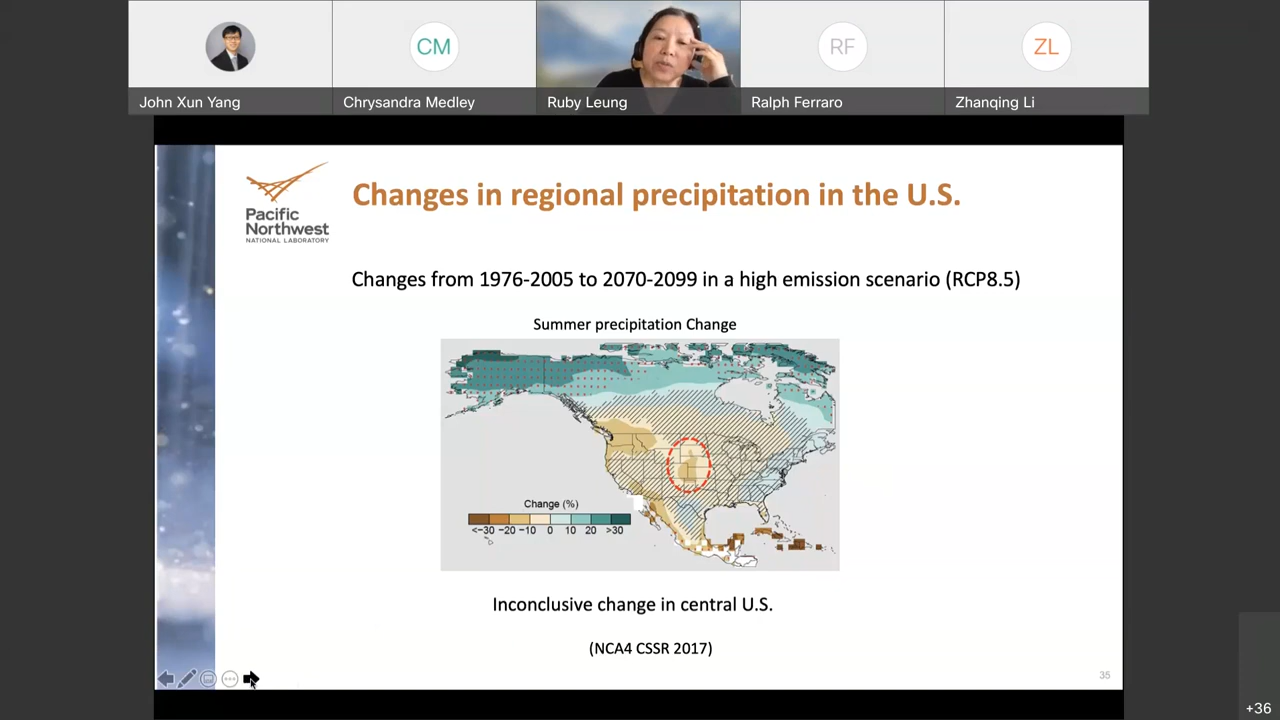 CM
RF
ZL
John Xun Yang
Chrysandra Medley
Ruby Leung
Ralph Ferraro
Zhanqing Li
Pacific
Northwest
NATIONAL LABORATORY
Changes in regional precipitation in the U.S.
Changes from 1976-2005 to 2070-2099 in a high emission scenario (RCP8.5)
Summer precipitation Change
Change (%)
<−30 −20 −10 0 10 20 >30
Inconclusive change in central U.S.
(NCA4 CSSR 2017)
35
+36